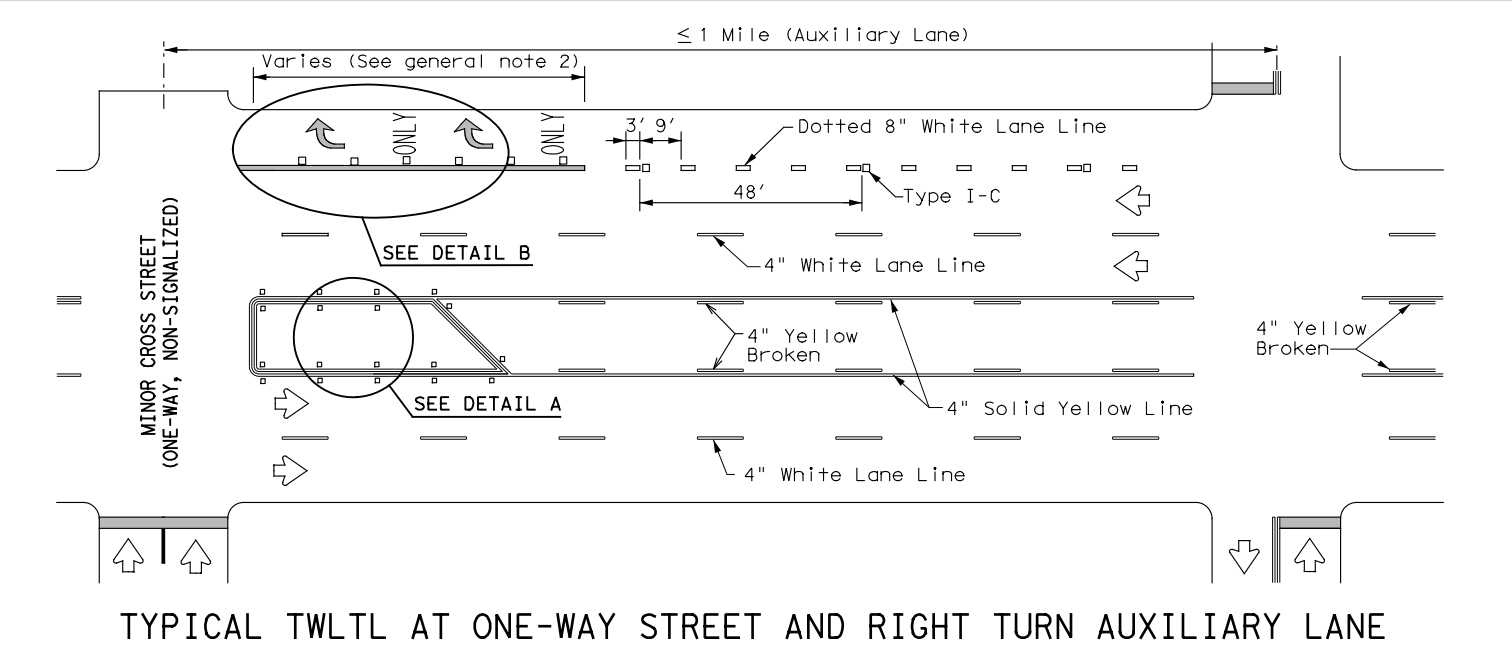 ≤ 1 Mile (Auxiliary Lane)
Varies (See general note 2)
ONLY
ONLY
3' 9'
Dotted 8" White Lane Line
48'
Type I-C
SEE DETAIL B
4" White Lane Line
MINOR CROSS STREET
(ONE-WAY, NON-SIGNALIZED)
4" Yellow
Broken
4" Yellow
Broken
SEE DETAIL A
4" Solid Yellow Line
4" White Lane Line
TYPICAL TWLTL AT ONE-WAY STREET AND RIGHT TURN AUXILIARY LANE